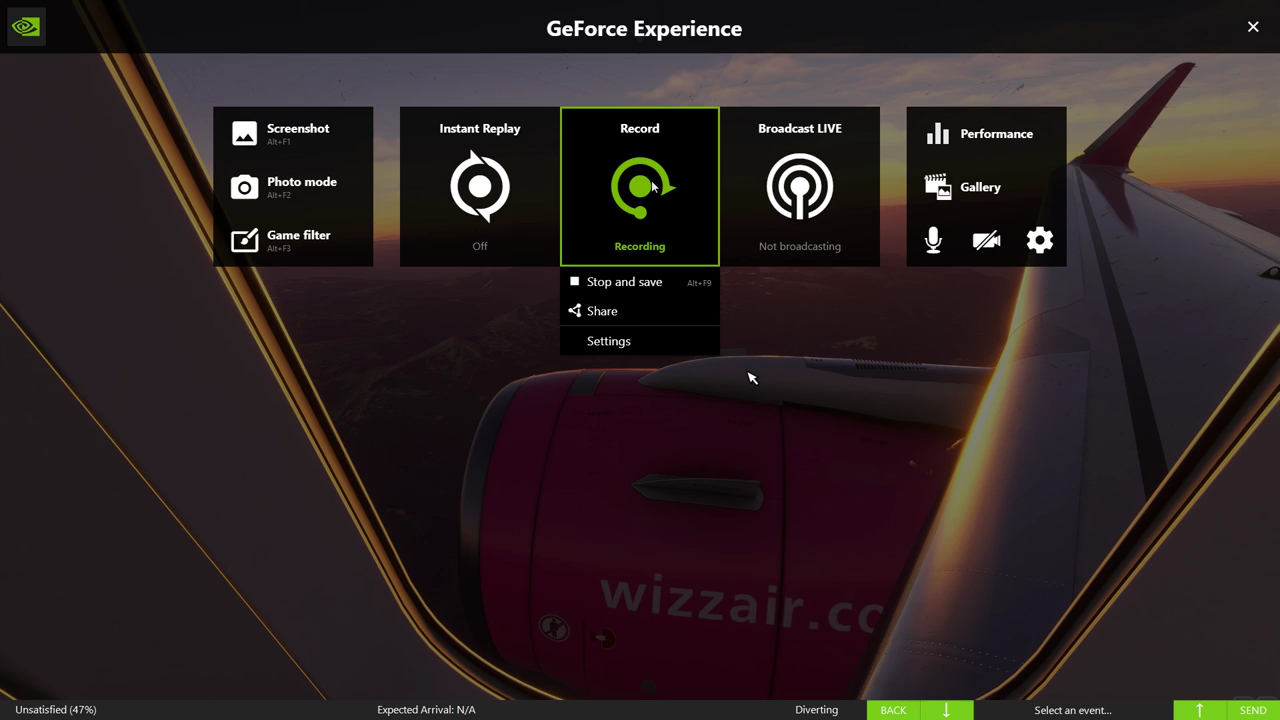 GeForce Experience
Screenshot
Alt+F1
Photo mode
Alt+F2
Game filter
Alt+F3
Instant Replay
Off
Record
Recording
Stop and save Alt+F9
Share
Settings
Broadcast LIVE
Not broadcasting
Performance
Gallery
wizzair.co
Unsatisfied (47%)
Expected Arrival: N/A
Diverting
BACK
Select an event...
SEND